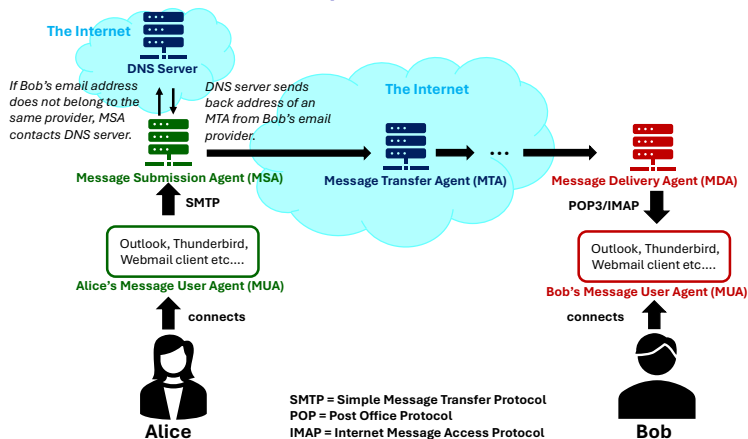 The Internet
DNS Server
If Bob's email address
does not belong to the
same provider, MSA
contacts DNS server.
DNS server sends
back address of an
MTA from Bob's email
provider.
The Internet
...
Message Submission Agent (MSA)
Message Transfer Agent (MTA)
Message Delivery Agent (MDA)
SMTP
POP3/IMAP
Outlook, Thunderbird,
Webmail client etc....
Outlook, Thunderbird,
Webmail client etc....
Alice's Message User Agent (MUA)
Bob's Message User Agent (MUA)
connects
connects
SMTP = Simple Message Transfer Protocol
POP = Post Office Protocol
IMAP = Internet Message Access Protocol
Alice
Bob